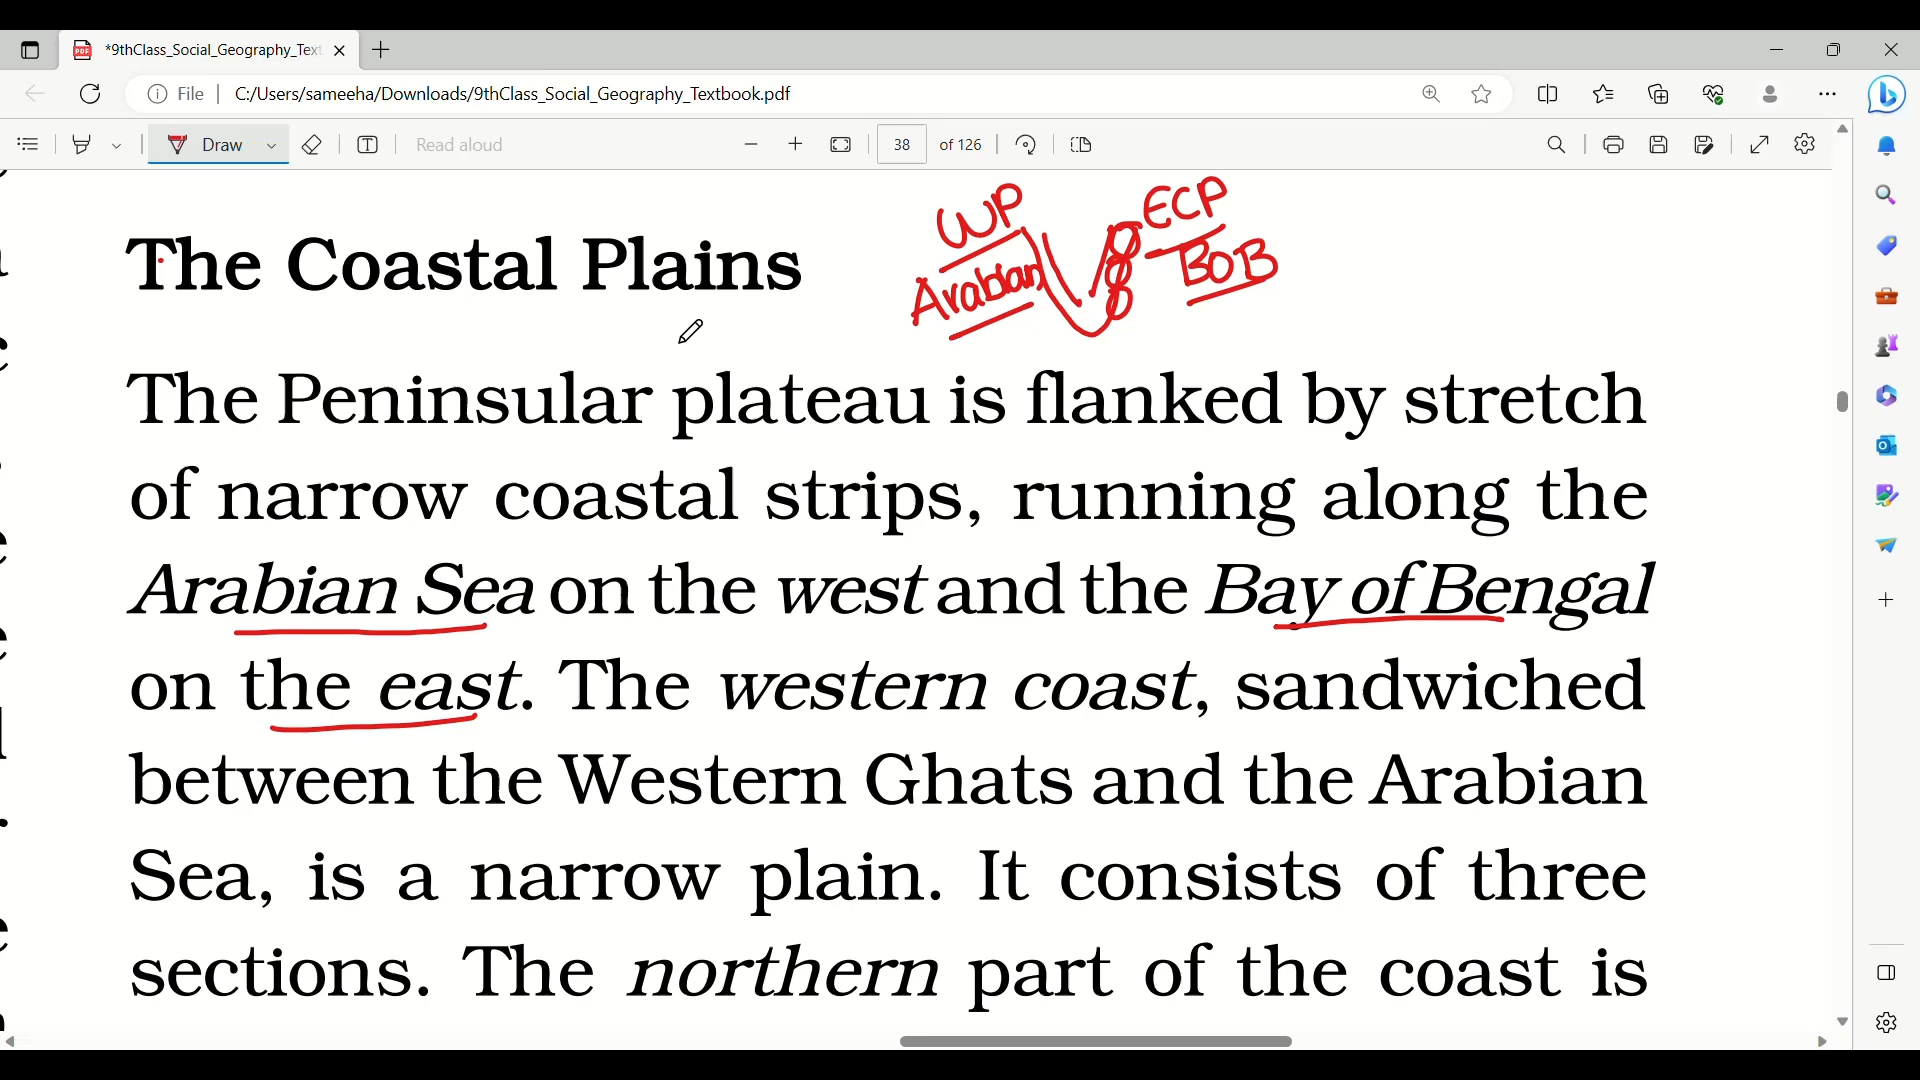 *9thClass_Social_Geography_Text
File
C:/Users/sameeha/Downloads/9thClass_Social_Geography_Textbook.pdf
Draw
Read aloud
38 of 126
WP
ECP
Arabian
BOB
The Coastal Plains
The Peninsular plateau is flanked by stretch
of narrow coastal strips, running along the
Arabian Sea on the west and the Bay of Bengal
on the east. The western coast, sandwiched
between the Western Ghats and the Arabian
Sea, is a narrow plain. It consists of three
sections. The northern part of the coast is